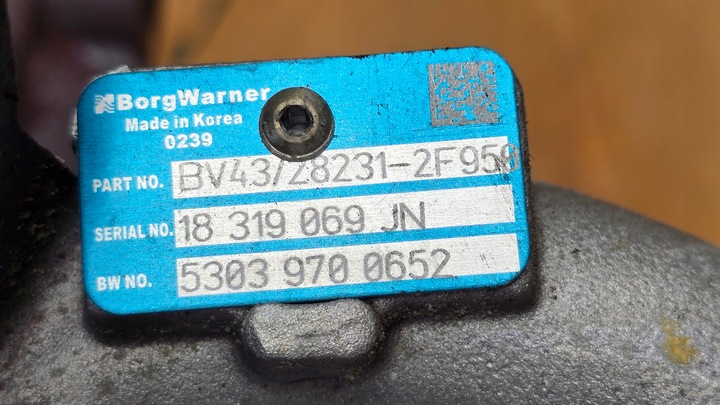 BorgWarner
Made in Korea
0239
PART NO. BV43/28231-2F95
SERIAL NO. 18 319 069 JN
BW NO. 5303 970 0652